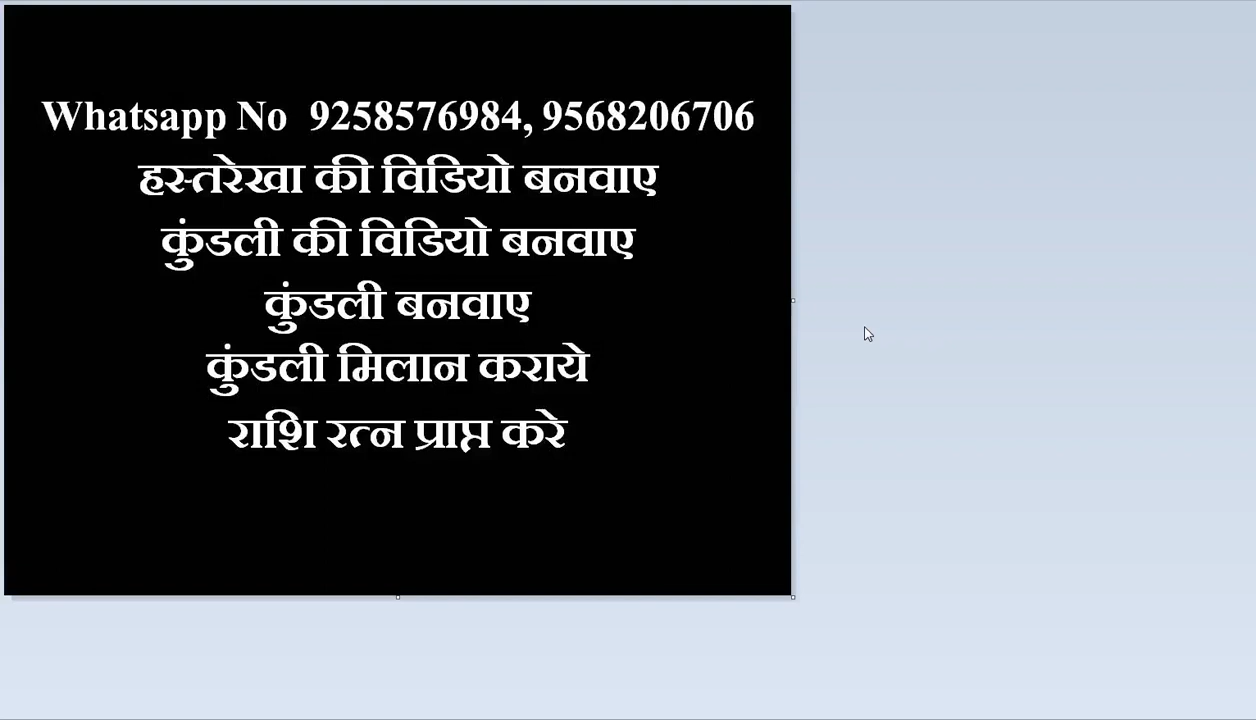 Whatsapp No 9258576984, 9568206706
हस्तरेखा की विडियो बनवाए
कुंडली की विडियो बनवाए
कुंडली बनवाए
कुंडली मिलान कराये
राशि रत्न प्राप्त करे